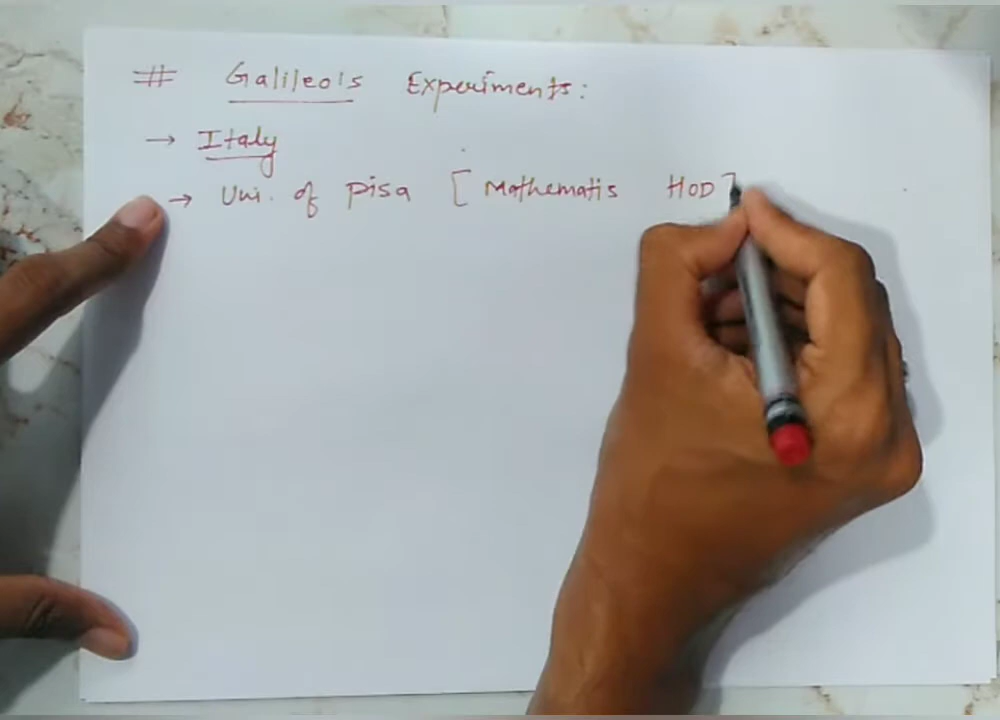 # Galileo's Experiments:
→ Italy
→ Uni. of Pisa [Mathematis HOD]